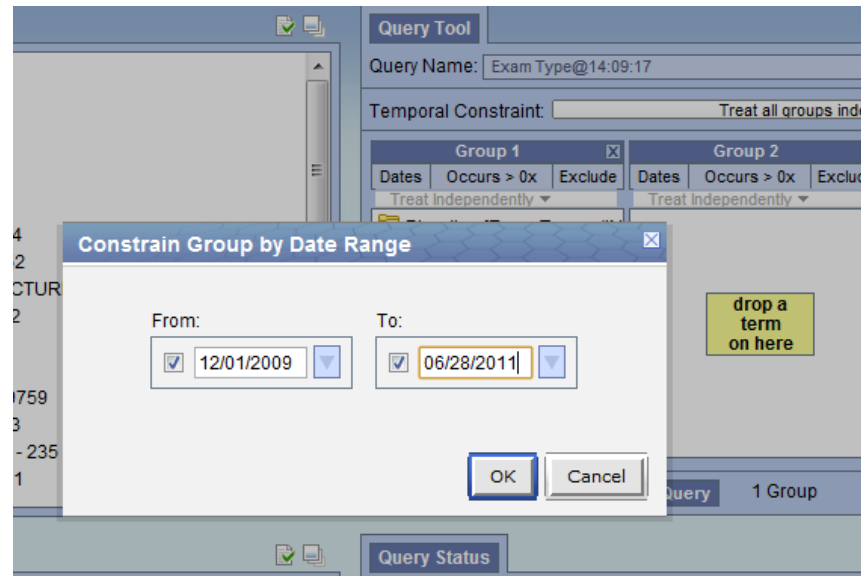 Query Tool
Query Name: Exam Type@14:09:17
Temporal Constraint: Treat all groups inde
Group 1 Group 2
Dates Occurs > 0x Exclude Dates Occurs > 0x Exclud
Treat Independently Treat Independently
4
Constrain Group by Date Range
62
CTUR
2
From: To:
12/01/2009 06/28/2011
drop a
term
on here
0759
3
- 235
1
OK Cancel
Query 1 Group
Query Status